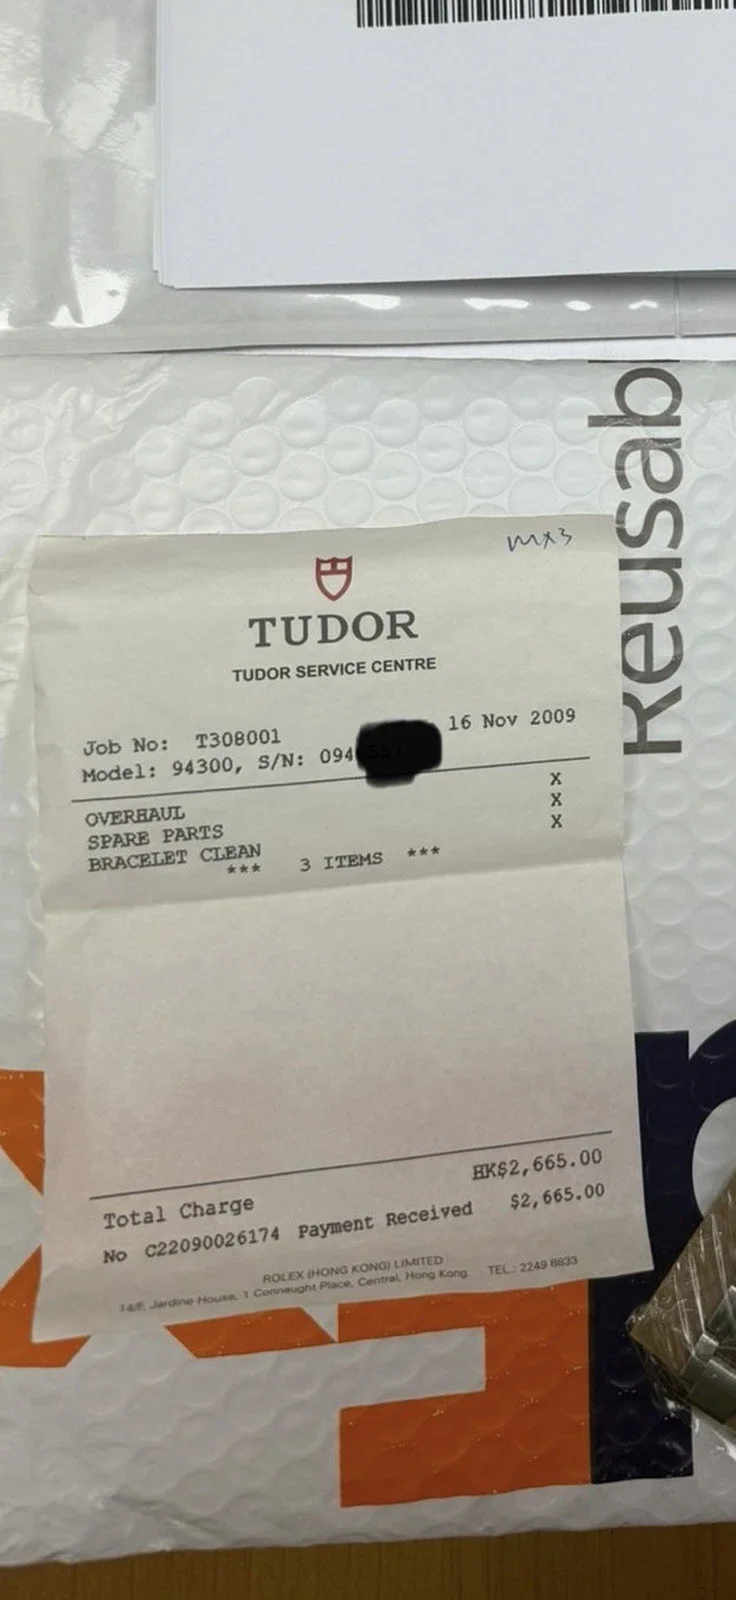 Reusab
mx3
TUDOR
TUDOR SERVICE CENTRE
Job No: T308001 16 Nov 2009
Model: 94300, S/N: 094
OVERHAUL X
SPARE PARTS X
BRACELET CLEAN X
*** 3 ITEMS ***
Total Charge HK$2,665.00
No C22090026174 Payment Received $2,665.00
ROLEX (HONG KONG) LIMITED
14/F, Jardine House, 1 Connaught Place, Central, Hong Kong. TEL.: 2249 8833